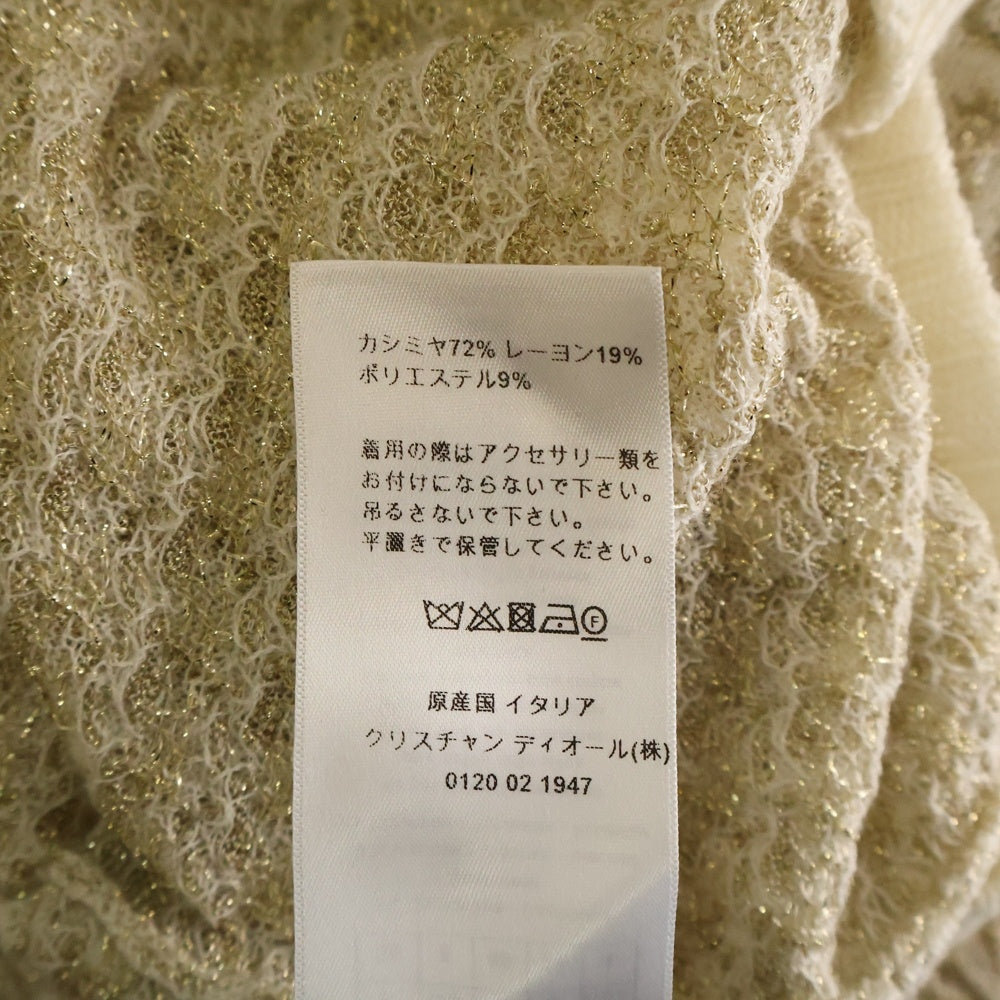 カシミヤ72% レーヨン19%
ポリエステル9%
着用の際はアクセサリー類を
お付けにならないで下さい。
吊るさないで下さい。
平置きで保管してください。
F
原産国 イタリア
クリスチャン ディオール(株)
0120 02 1947